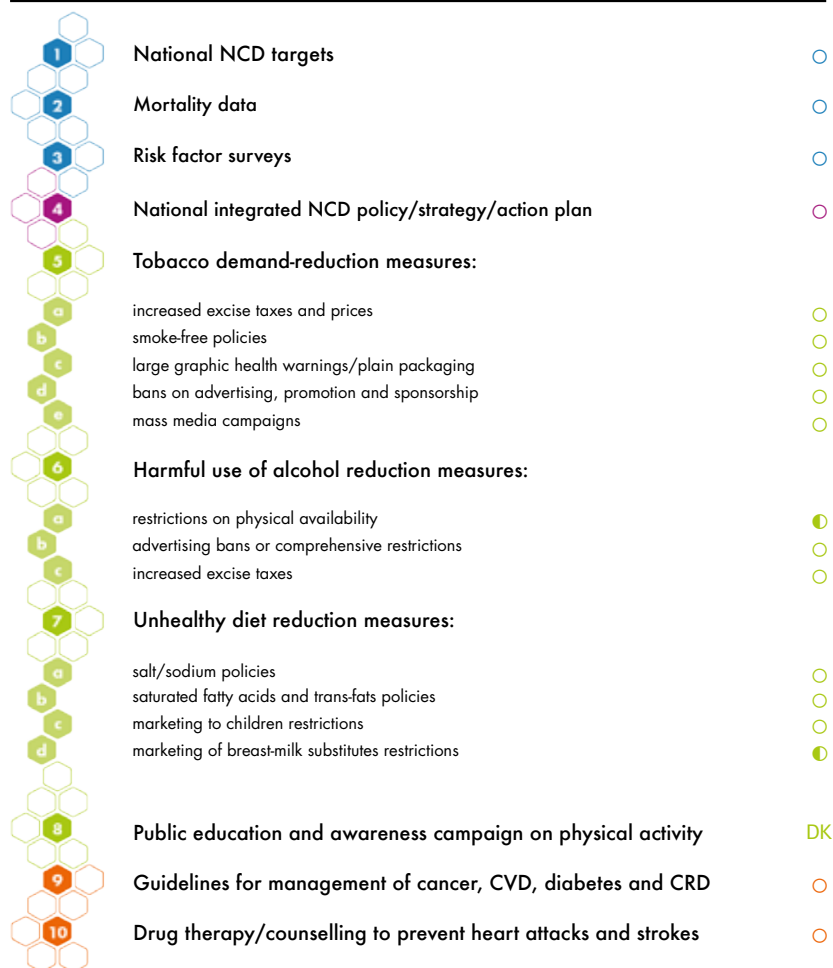 1 National NCD targets ○
2 Mortality data ○
3 Risk factor surveys ○
4 National integrated NCD policy/strategy/action plan ○
5 Tobacco demand-reduction measures:
a increased excise taxes and prices ○
b smoke-free policies ○
c large graphic health warnings/plain packaging ○
d bans on advertising, promotion and sponsorship ○
e mass media campaigns ○
6 Harmful use of alcohol reduction measures:
a restrictions on physical availability ◐
b advertising bans or comprehensive restrictions ○
c increased excise taxes ○
7 Unhealthy diet reduction measures:
a salt/sodium policies ○
b saturated fatty acids and trans-fats policies ○
c marketing to children restrictions ○
d marketing of breast-milk substitutes restrictions ◐
8 Public education and awareness campaign on physical activity DK
9 Guidelines for management of cancer, CVD, diabetes and CRD ○
10 Drug therapy/counselling to prevent heart attacks and strokes ○